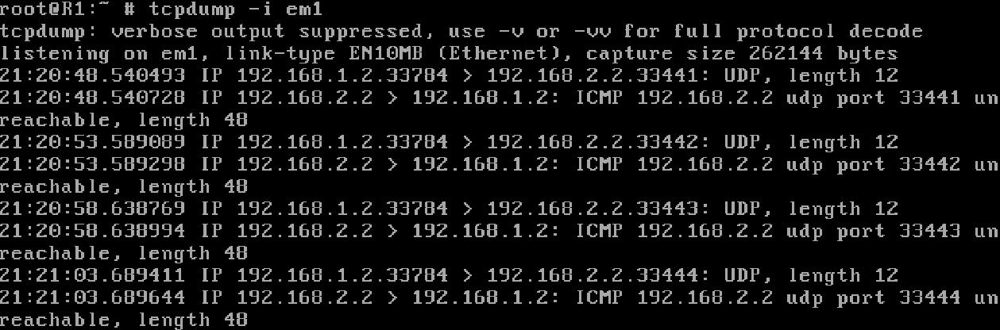 root@R1:~ # tcpdump -i em1
tcpdump: verbose output suppressed, use -v or -vv for full protocol decode
listening on em1, link-type EN10MB (Ethernet), capture size 262144 bytes
21:20:48.540493 IP 192.168.1.2.33784 > 192.168.2.2.33441: UDP, length 12
21:20:48.540728 IP 192.168.2.2 > 192.168.1.2: ICMP 192.168.2.2 udp port 33441 un
reachable, length 48
21:20:53.589089 IP 192.168.1.2.33784 > 192.168.2.2.33442: UDP, length 12
21:20:53.589298 IP 192.168.2.2 > 192.168.1.2: ICMP 192.168.2.2 udp port 33442 un
reachable, length 48
21:20:58.638769 IP 192.168.1.2.33784 > 192.168.2.2.33443: UDP, length 12
21:20:58.638994 IP 192.168.2.2 > 192.168.1.2: ICMP 192.168.2.2 udp port 33443 un
reachable, length 48
21:21:03.689411 IP 192.168.1.2.33784 > 192.168.2.2.33444: UDP, length 12
21:21:03.689644 IP 192.168.2.2 > 192.168.1.2: ICMP 192.168.2.2 udp port 33444 un
reachable, length 48